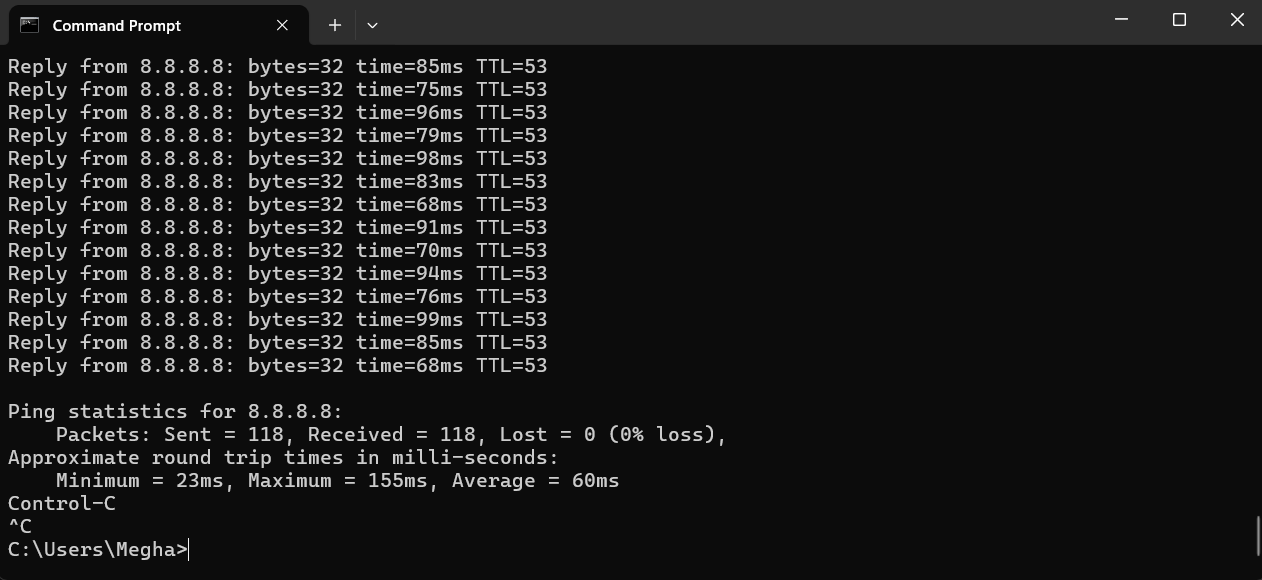 Command Prompt
Reply from 8.8.8.8: bytes=32 time=85ms TTL=53
Reply from 8.8.8.8: bytes=32 time=75ms TTL=53
Reply from 8.8.8.8: bytes=32 time=96ms TTL=53
Reply from 8.8.8.8: bytes=32 time=79ms TTL=53
Reply from 8.8.8.8: bytes=32 time=98ms TTL=53
Reply from 8.8.8.8: bytes=32 time=83ms TTL=53
Reply from 8.8.8.8: bytes=32 time=68ms TTL=53
Reply from 8.8.8.8: bytes=32 time=91ms TTL=53
Reply from 8.8.8.8: bytes=32 time=70ms TTL=53
Reply from 8.8.8.8: bytes=32 time=94ms TTL=53
Reply from 8.8.8.8: bytes=32 time=76ms TTL=53
Reply from 8.8.8.8: bytes=32 time=99ms TTL=53
Reply from 8.8.8.8: bytes=32 time=85ms TTL=53
Reply from 8.8.8.8: bytes=32 time=68ms TTL=53
Ping statistics for 8.8.8.8:
    Packets: Sent = 118, Received = 118, Lost = 0 (0% loss),
Approximate round trip times in milli-seconds:
    Minimum = 23ms, Maximum = 155ms, Average = 60ms
Control-C
^C
C:\Users\Megha>